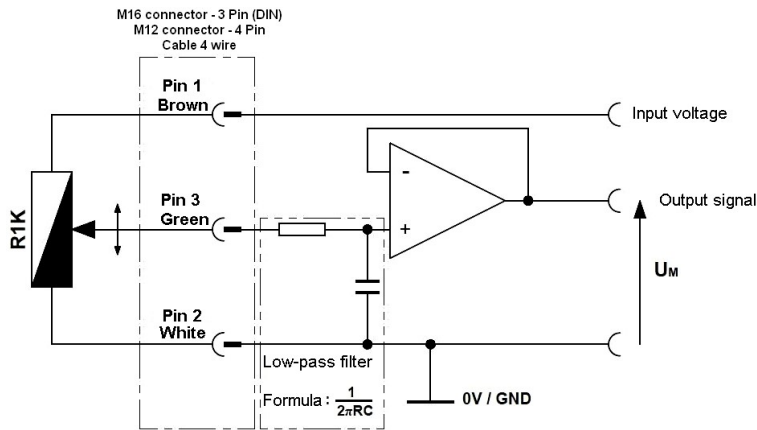 M16 connector - 3 Pin (DIN)
M12 connector - 4 Pin
Cable 4 wire
Pin 1
Brown
Input voltage
-
R1K
Pin 3
Green
+
Output signal
UM
Pin 2
White
Low-pass filter
Formula : 1
2πRC
0V / GND